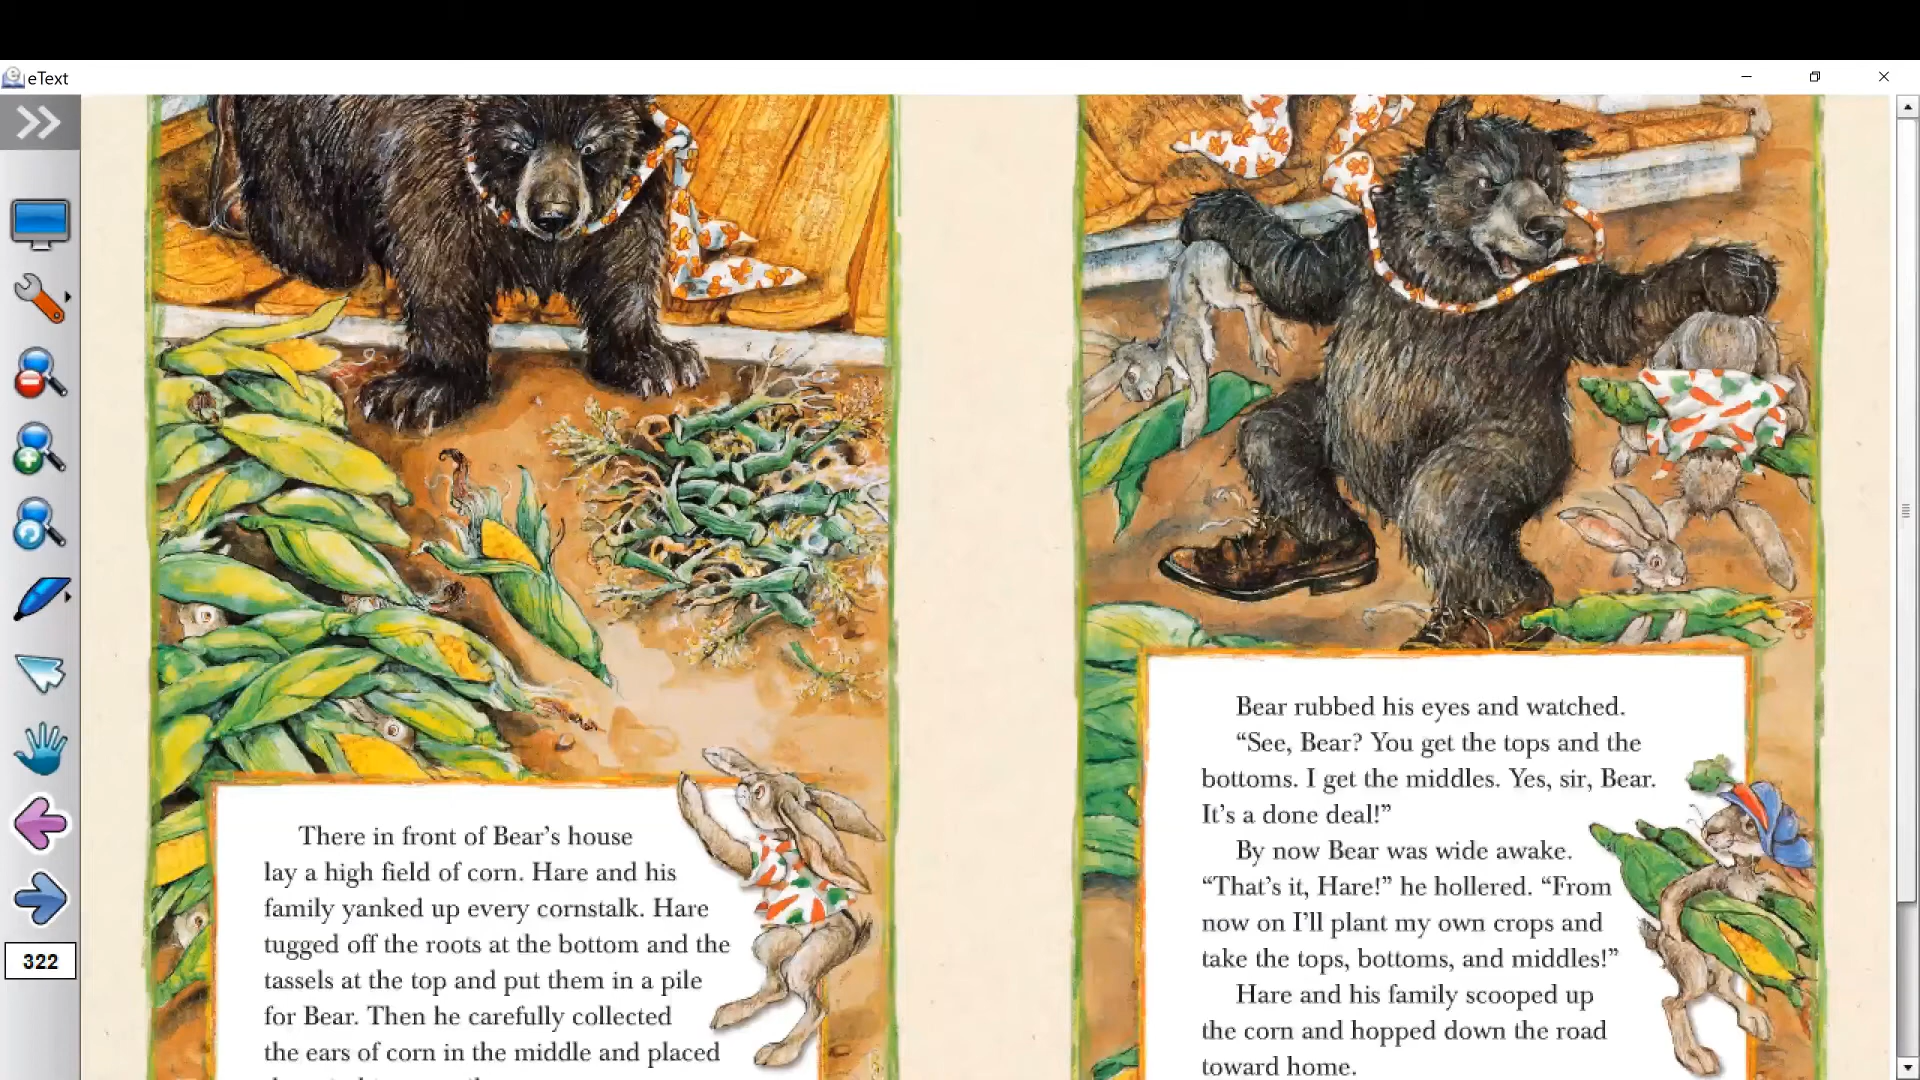 eText
There in front of Bear's house
lay a high field of corn. Hare and his
family yanked up every cornstalk. Hare
tugged off the roots at the bottom and the
tassels at the top and put them in a pile
for Bear. Then he carefully collected
the ears of corn in the middle and placed
Bear rubbed his eyes and watched.
“See, Bear? You get the tops and the
bottoms. I get the middles. Yes, sir, Bear.
It's a done deal!”
By now Bear was wide awake.
“That's it, Hare!” he hollered. “From
now on I'll plant my own crops and
take the tops, bottoms, and middles!”
Hare and his family scooped up
the corn and hopped down the road
toward home.
322